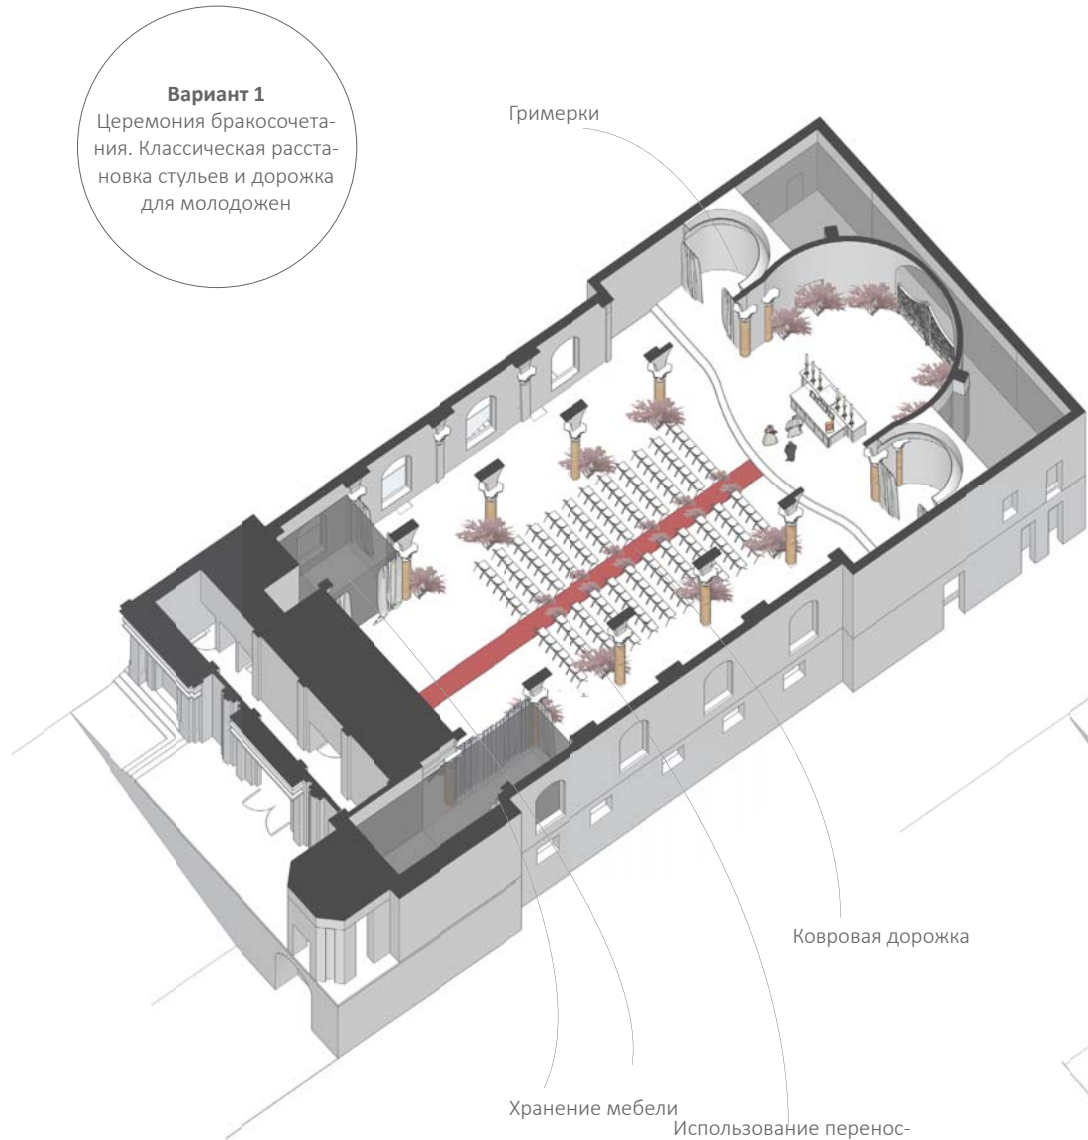 Вариант 1
Церемония бракосочета-
ния. Классическая расста-
новка стульев и дорожка
для молодожен
Гримерки
Ковровая дорожка
Хранение мебели
Использование перенос-